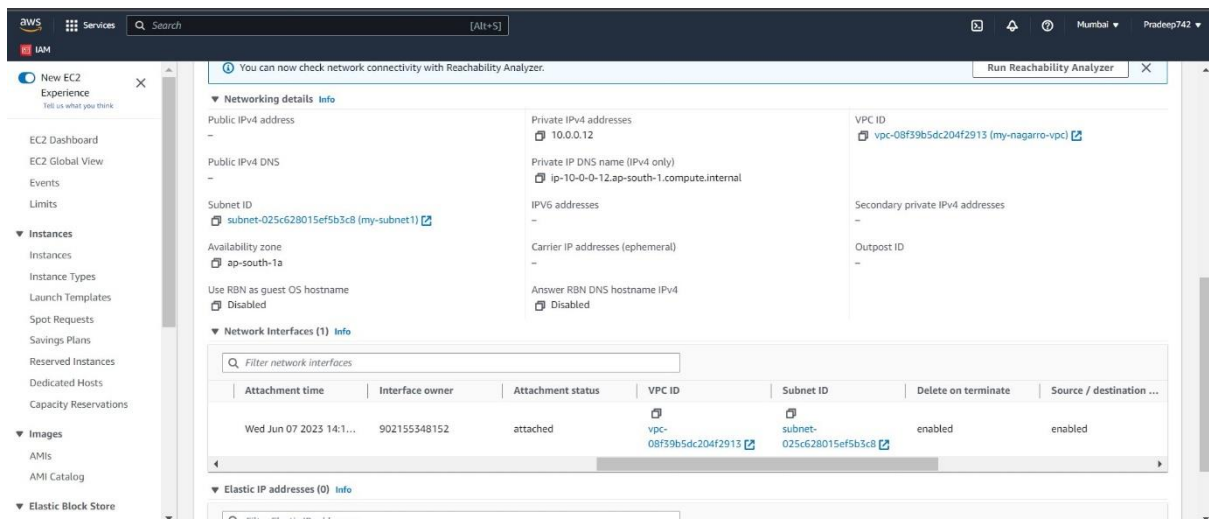 aws Services Search [Alt+S] Mumbai Pradeep742
IAM
New EC2 Experience
Tell us what you think
EC2 Dashboard
EC2 Global View
Events
Limits
Instances
Instances
Instance Types
Launch Templates
Spot Requests
Savings Plans
Reserved Instances
Dedicated Hosts
Capacity Reservations
Images
AMIs
AMI Catalog
Elastic Block Store
You can now check network connectivity with Reachability Analyzer. Run Reachability Analyzer
Networking details Info
Public IPv4 address
–
Private IPv4 addresses
10.0.0.12
VPC ID
vpc-08f39b5dc204f2913 (my-nagarro-vpc)
Public IPv4 DNS
–
Private IP DNS name (IPv4 only)
ip-10-0-0-12.ap-south-1.compute.internal
Subnet ID
subnet-025c628015ef5b3c8 (my-subnet1)
IPV6 addresses
–
Secondary private IPv4 addresses
–
Availability zone
ap-south-1a
Carrier IP addresses (ephemeral)
–
Outpost ID
–
Use RBN as guest OS hostname
Disabled
Answer RBN DNS hostname IPv4
Disabled
Network Interfaces (1) Info
Filter network interfaces
Attachment time Interface owner Attachment status VPC ID Subnet ID Delete on terminate Source / destination ...
Wed Jun 07 2023 14:1... 902155348152 attached vpc-08f39b5dc204f2913 subnet-025c628015ef5b3c8 enabled enabled
Elastic IP addresses (0) Info